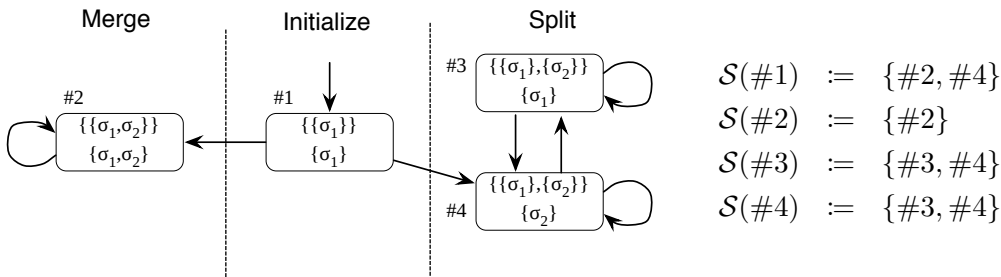 Merge
Initialize
Split
#3
{{σ₁},{σ₂}}
{σ₁}
#2
{{σ₁,σ₂}}
{σ₁,σ₂}
#1
{{σ₁}}
{σ₁}
#4
{{σ₁},{σ₂}}
{σ₂}
𝒮(#1) := {#2, #4}
𝒮(#2) := {#2}
𝒮(#3) := {#3, #4}
𝒮(#4) := {#3, #4}